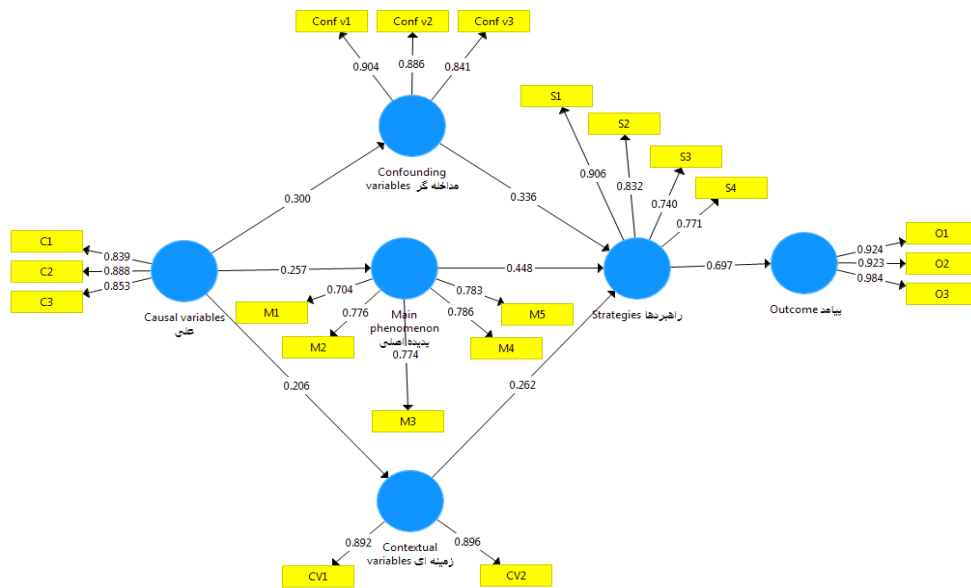 Conf v1
Conf v2
Conf v3
0.904
0.886
0.841
S1
S2
S3
S4
Confounding
variables مداخله گر
0.906
0.832
0.740
0.771
0.300
0.336
C1
C2
C3
0.839
0.888
0.853
0.257
0.448
0.697
O1
O2
O3
0.924
0.923
0.984
Causal variables
علی
Main
phenomenon
پدیده اصلی
Strategies راهبردها
Outcome پیامد
0.704
0.776
0.774
0.786
0.783
M1
M2
M3
M4
M5
0.206
0.262
Contextual
variables زمینه ای
0.892
0.896
CV1
CV2